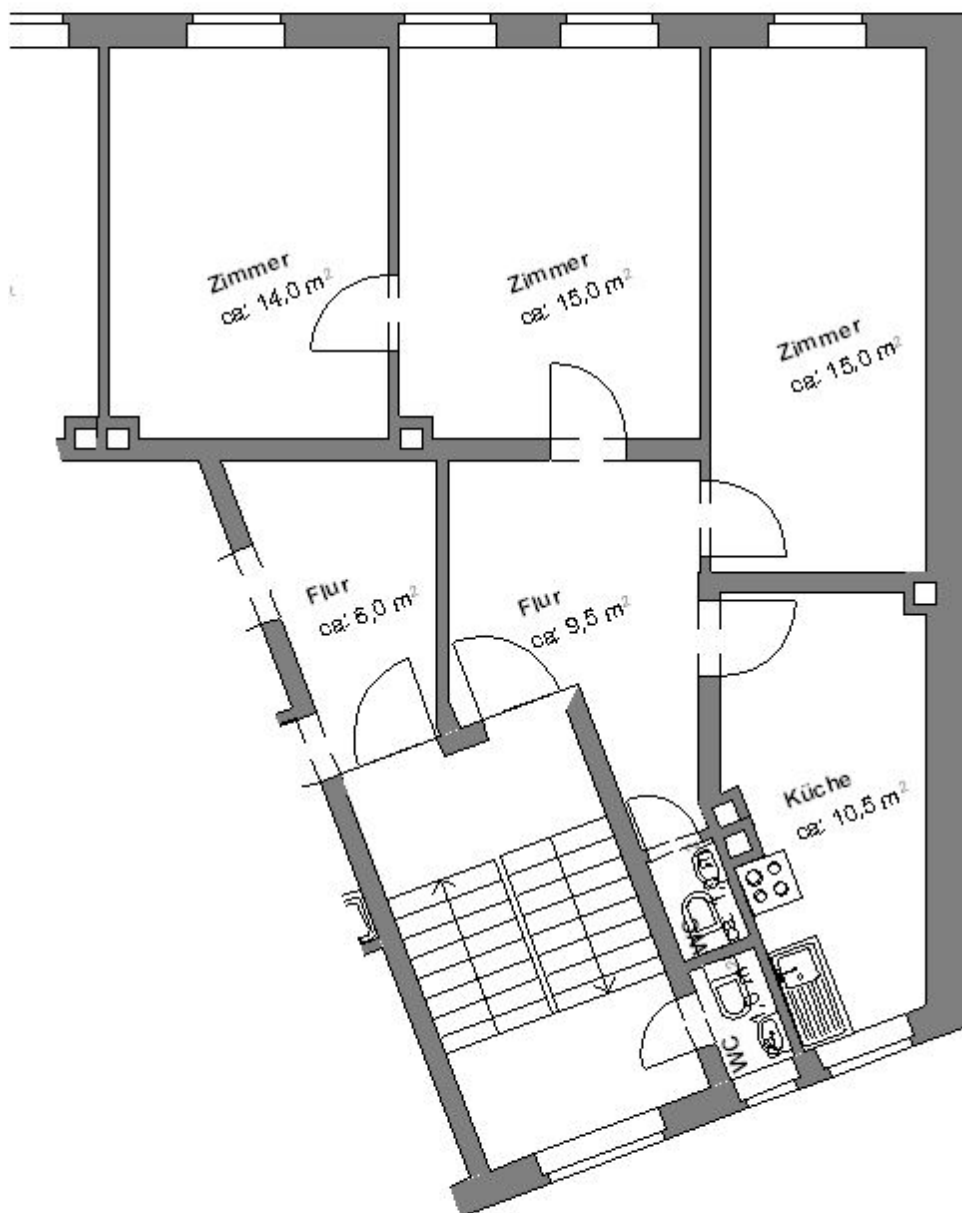 Zimmer
ca: 14,0 m²
Zimmer
ca: 15,0 m²
Zimmer
ca: 15,0 m²
Flur
ca: 6,0 m²
Flur
ca: 9,5 m²
Küche
ca: 10,5 m²
WC
WC